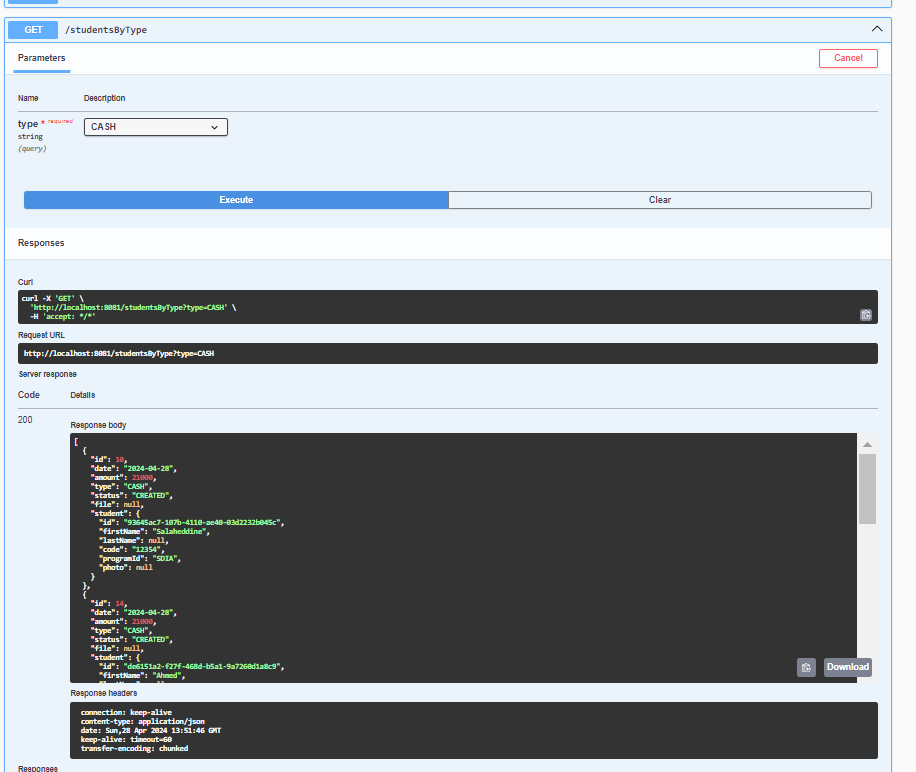 GET /studentsByType
Parameters
Cancel
Name Description
type * required
string
(query)
CASH
Execute Clear
Responses
Curl
curl -X 'GET' \
'http://localhost:8081/studentsByType?type=CASH' \
-H 'accept: */*'
Request URL
http://localhost:8081/studentsByType?type=CASH
Server response
Code Details
200
Response body
[
{
"id": 10,
"date": "2024-04-28",
"amount": 21000,
"type": "CASH",
"status": "CREATED",
"file": null,
"student": {
"id": "93645ac7-107b-4110-ae40-03d2232b045c",
"firstName": "Salaheddine",
"lastName": null,
"code": "12354",
"programId": "SDIA",
"photo": null
}
},
{
"id": 14,
"date": "2024-04-28",
"amount": 21000,
"type": "CASH",
"status": "CREATED",
"file": null,
"student": {
"id": "de6151a2-f27f-468d-b5a1-9a7260d1a8c9",
"firstName": "Ahmed",
Download
Response headers
connection: keep-alive
content-type: application/json
date: Sun,28 Apr 2024 13:51:46 GMT
keep-alive: timeout=60
transfer-encoding: chunked
Responses